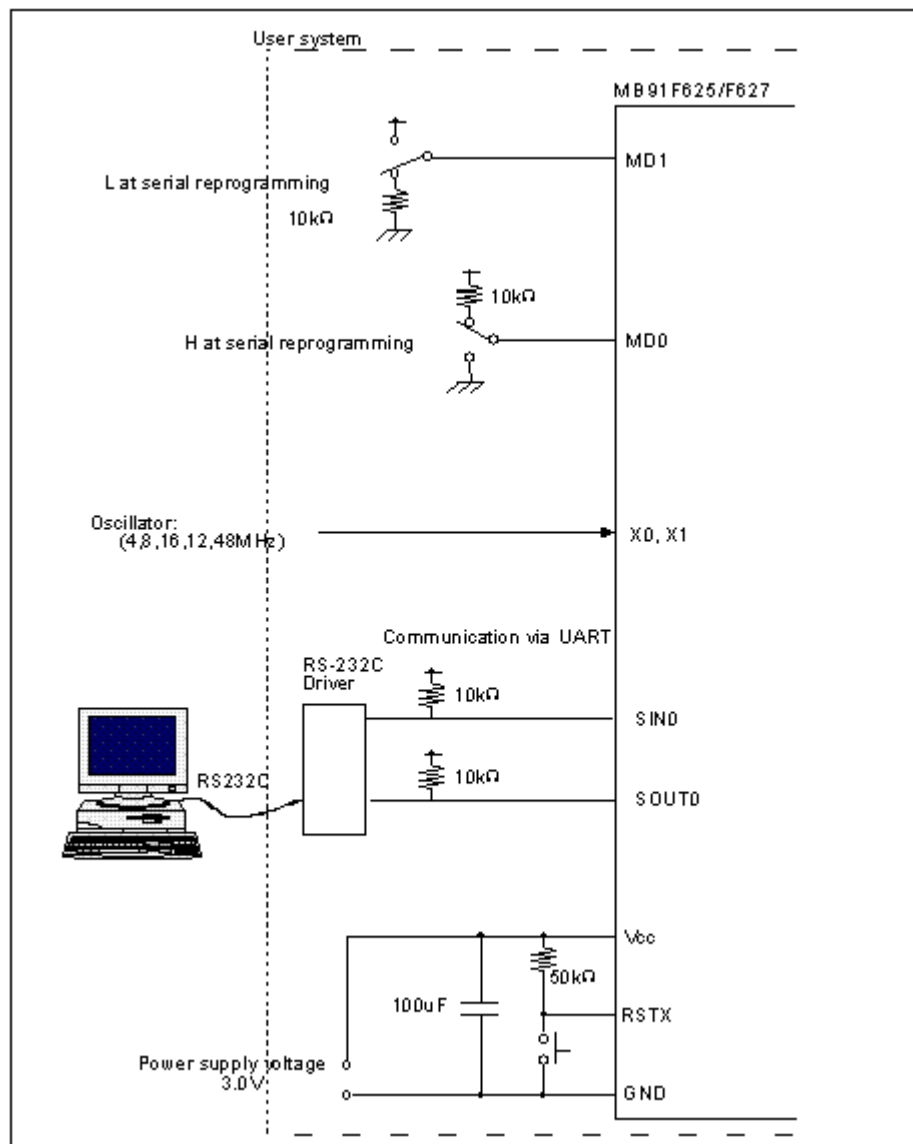 User system
MB91F625/F627
MD1
L at serial reprogramming
10kΩ
10kΩ
H at serial reprogramming
MD0
Oscillator:
(4,8,16,12,48MHz)
X0, X1
Communication via UART
RS-232C
Driver
10kΩ
SIN0
RS232C
10kΩ
SOUT0
Vcc
50kΩ
100uF
RSTX
Power supply voltage
3.0V
GND